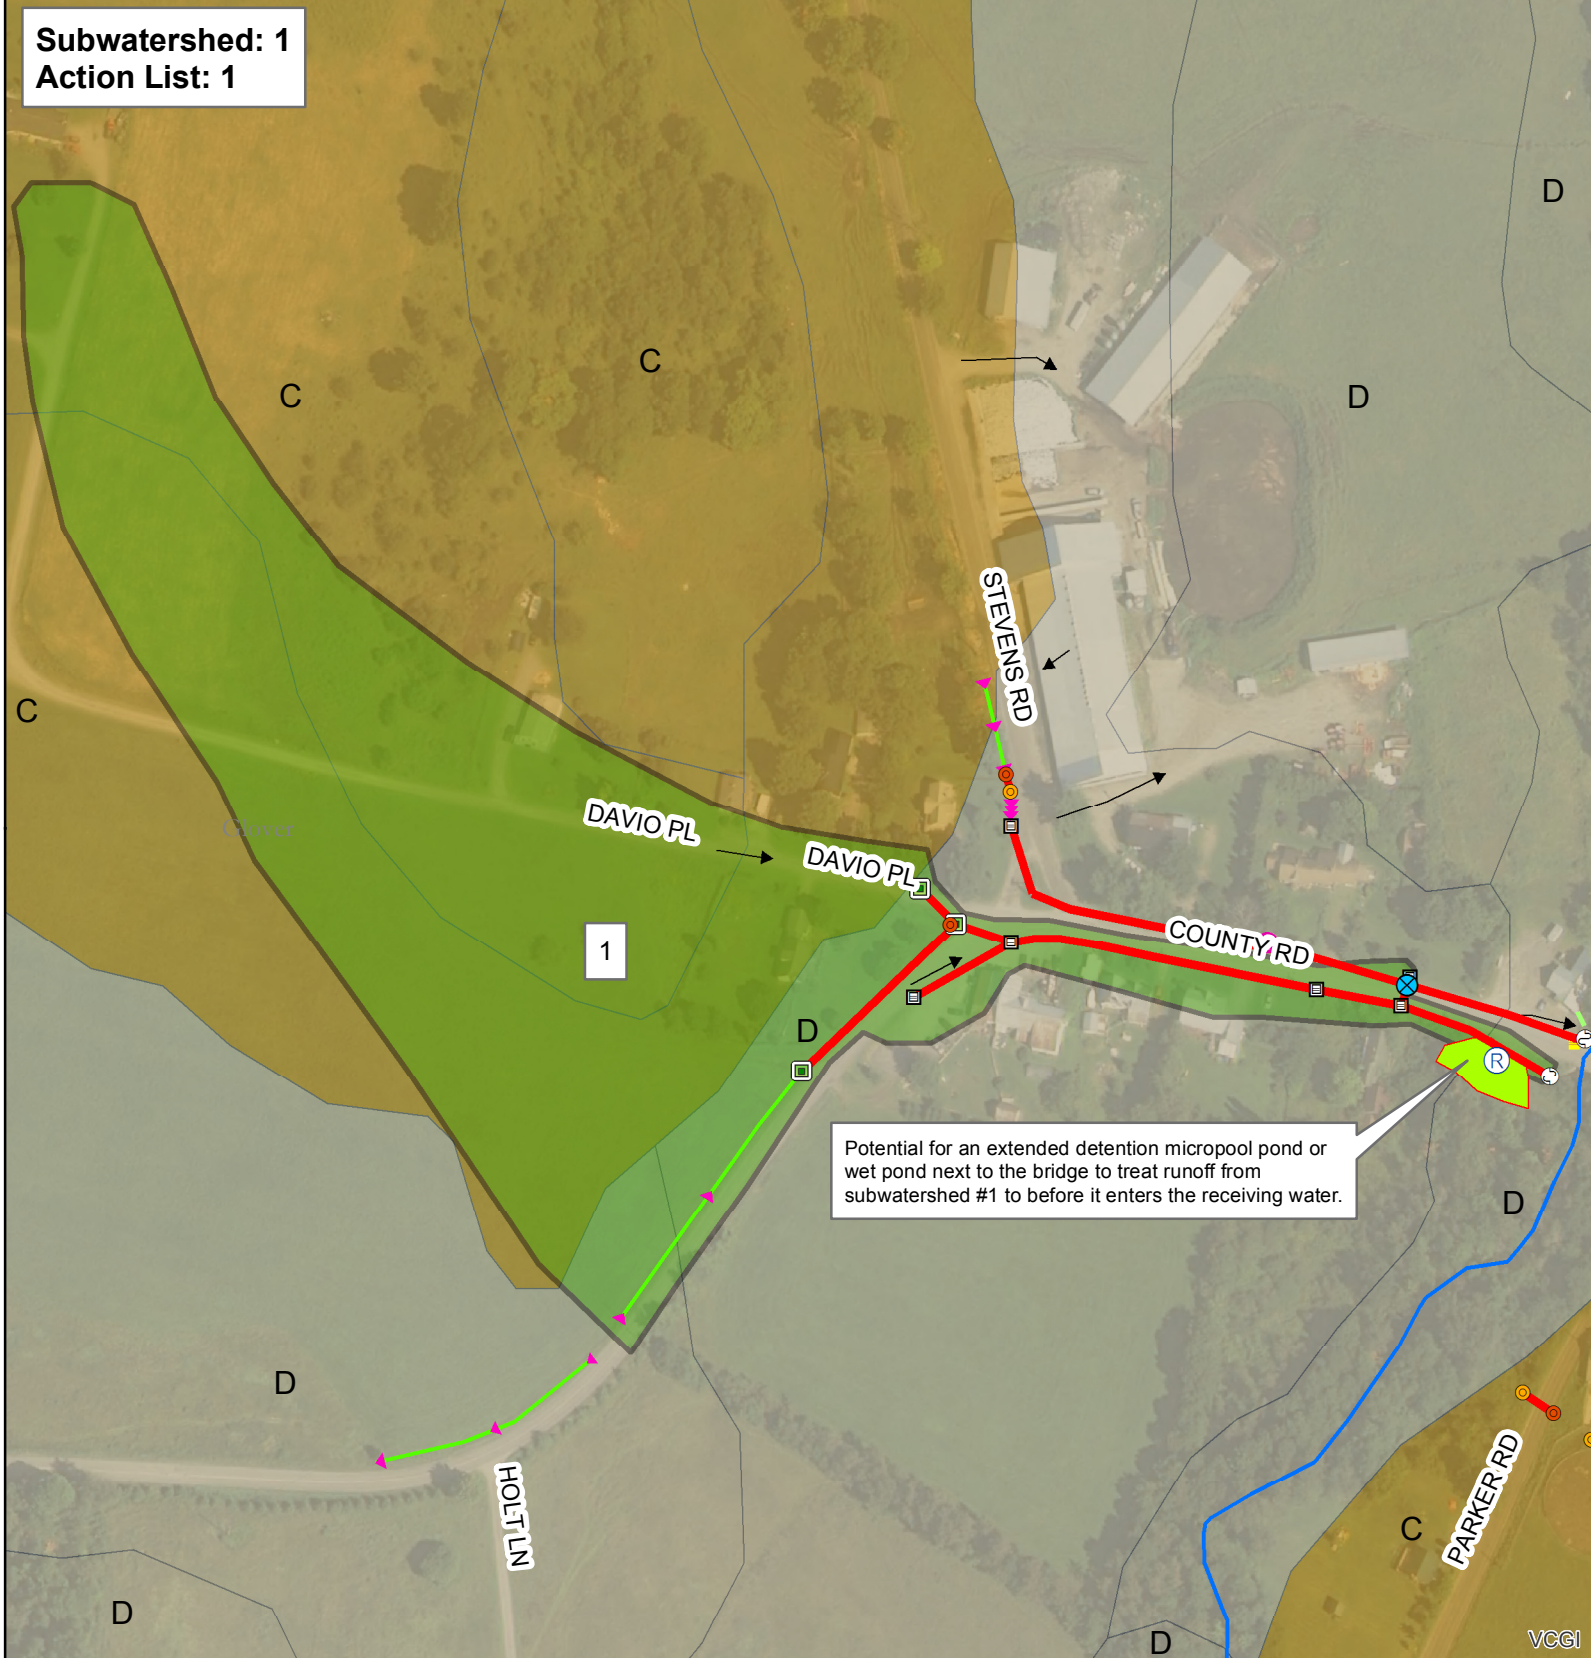 Subwatershed: 1
Action List: 1
D
C
C
D
C
STEVENS RD
DAVIO PL
DAVIO PL
Glover
1
COUNTY RD
D
R
Potential for an extended detention micropool pond or
wet pond next to the bridge to treat runoff from
subwatershed #1 to before it enters the receiving water.
D
D
HOLT LN
PARKER RD
C
D
D
VCGI